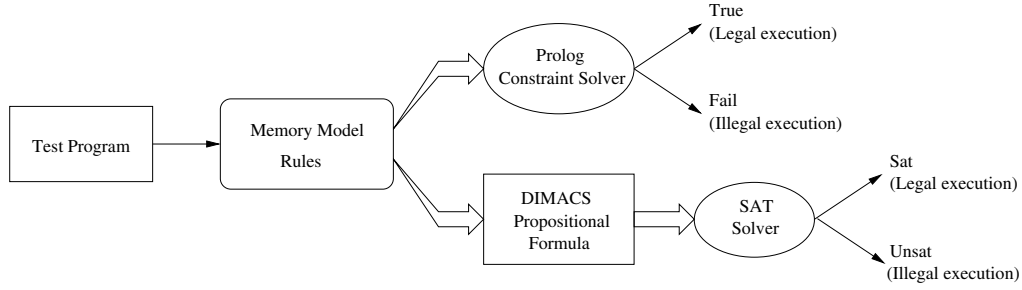 Test Program
Memory Model
Rules
Prolog
Constraint Solver
True
(Legal execution)
Fail
(Illegal execution)
DIMACS
Propositional
Formula
SAT
Solver
Sat
(Legal execution)
Unsat
(Illegal execution)